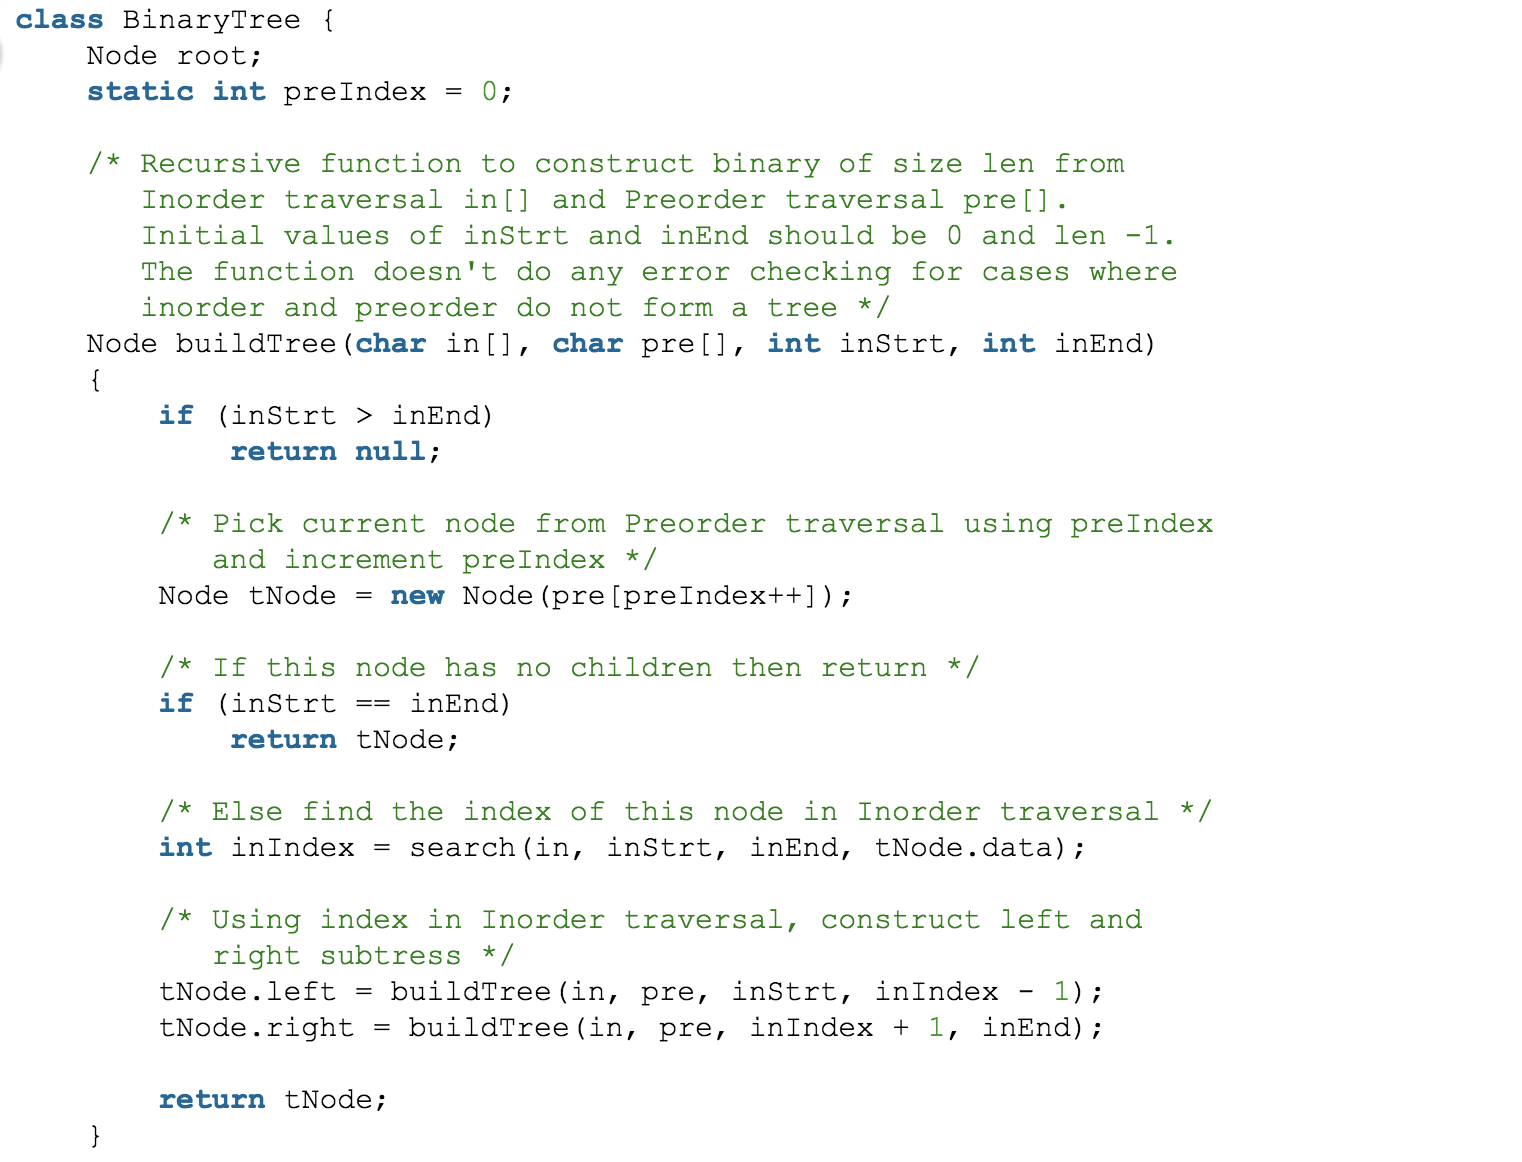 class BinaryTree {
    Node root;
    static int preIndex = 0;

    /* Recursive function to construct binary of size len from
       Inorder traversal in[] and Preorder traversal pre[].
       Initial values of inStrt and inEnd should be 0 and len -1.
       The function doesn't do any error checking for cases where
       inorder and preorder do not form a tree */
    Node buildTree(char in[], char pre[], int inStrt, int inEnd)
    {
        if (inStrt > inEnd)
            return null;

        /* Pick current node from Preorder traversal using preIndex
           and increment preIndex */
        Node tNode = new Node(pre[preIndex++]);

        /* If this node has no children then return */
        if (inStrt == inEnd)
            return tNode;

        /* Else find the index of this node in Inorder traversal */
        int inIndex = search(in, inStrt, inEnd, tNode.data);

        /* Using index in Inorder traversal, construct left and
           right subtress */
        tNode.left = buildTree(in, pre, inStrt, inIndex - 1);
        tNode.right = buildTree(in, pre, inIndex + 1, inEnd);

        return tNode;
    }